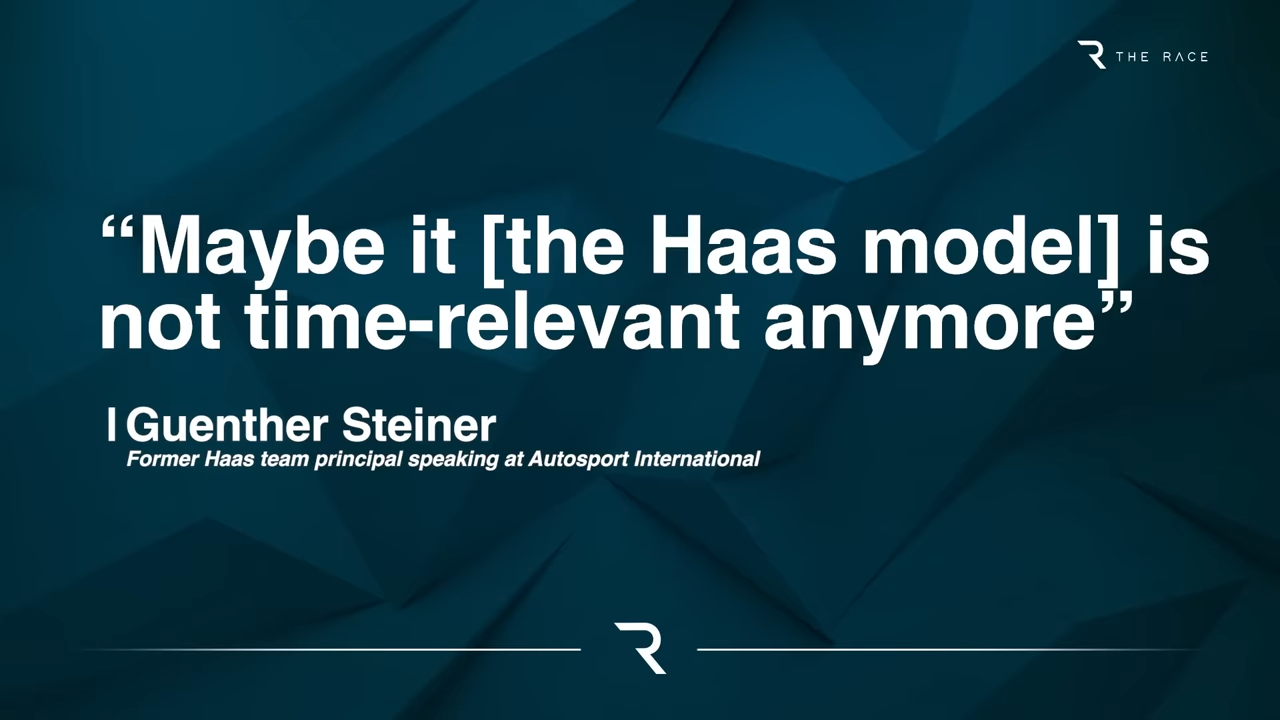 THE RACE
“Maybe it [the Haas model] is
not time-relevant anymore”
Guenther Steiner
Former Haas team principal speaking at Autosport International